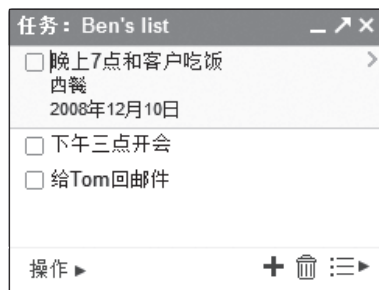 任务：Ben's list
晚上7点和客户吃饭
西餐
2008年12月10日
下午三点开会
给Tom回邮件
操作